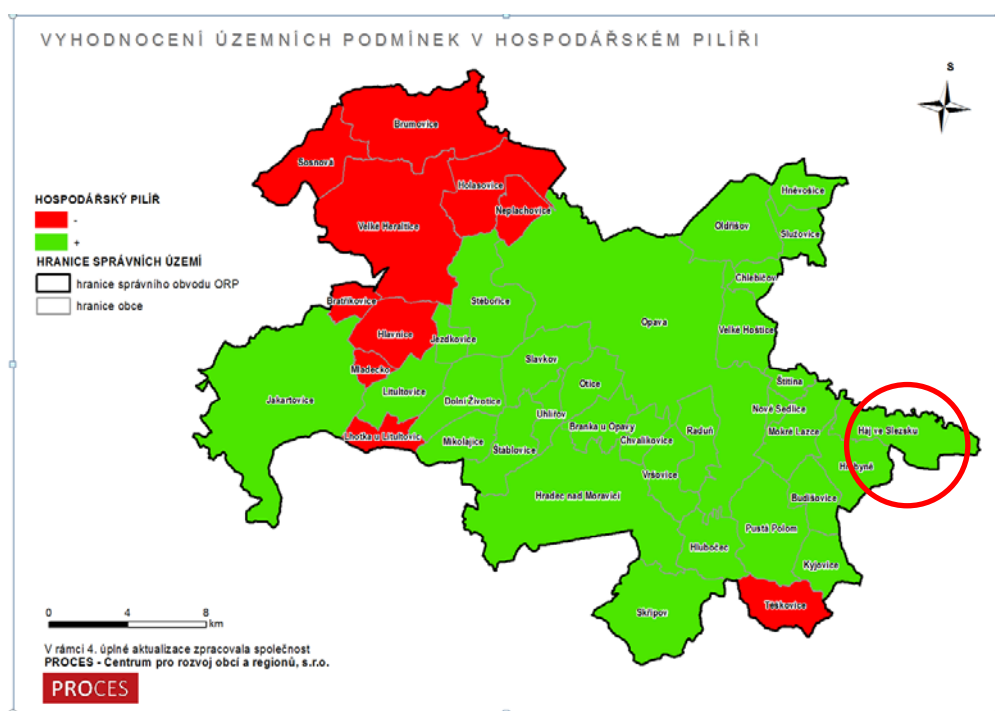 VYHODNOCENÍ ÚZEMNÍCH PODMÍNEK V HOSPODÁŘSKÉM PILÍŘI
S
Brumovice
Sosnová
Holasovice
Neplachovice
Velké Heraltice
Hněvošice
Oldřišov
Služovice
HOSPODÁŘSKÝ PILÍŘ
-
+
HRANICE SPRÁVNÍCH ÚZEMÍ
hranice správního obvodu ORP
hranice obce
Chlebičov
Bratříkovice
Stěbořice
Opava
Velké Hoštice
Hlavnice
Jezdkovice
Slavkov
Mladecko
Otice
Štítina
Litultovice
Jakartovice
Dolní Životice
Uhlířov
Nové Sedlice
Branka u Opavy
Raduň
Mokré Lazce
Háj ve Slezsku
Lhotka u Litultovic
Mikolajice
Štáblovice
Chvalíkovice
Hrabyně
Vršovice
Hradec nad Moravicí
Budišovice
Pustá Polom
Hlubočec
Kyjovice
Těškovice
Skřipov
0 4 8
km
V rámci 4. úplné aktualizace zpracovala společnost
PROCES - Centrum pro rozvoj obcí a regionů, s.r.o.
PROCES